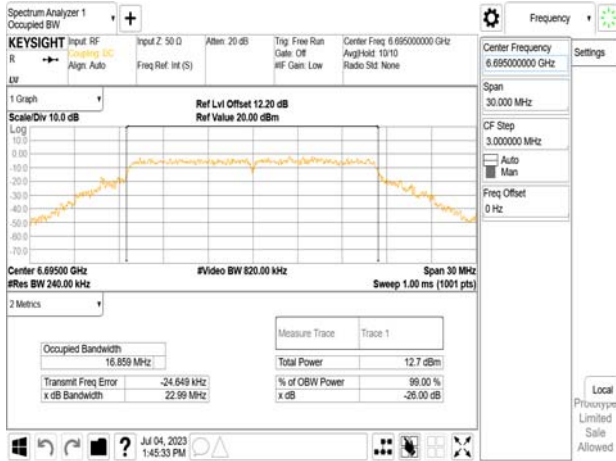 Spectrum Analyzer 1
Occupied BW
+
Frequency
KEYSIGHT
R
LXI
Input: RF
Coupling: DC
Align: Auto
Input Z: 50 Ω
Freq Ref: Int (S)
Atten: 20 dB
Trig: Free Run
Gate: Off
#IF Gain: Low
Center Freq: 6.695000000 GHz
Avg|Hold: 10/10
Radio Std: None
Center Frequency
6.695000000 GHz
Settings
Span
30.000 MHz
CF Step
3.000000 MHz
Auto
Man
Freq Offset
0 Hz
1 Graph
Scale/Div 10.0 dB
Ref Lvl Offset 12.20 dB
Ref Value 20.00 dBm
Log
10.0
0.00
-10.0
-20.0
-30.0
-40.0
-50.0
-60.0
-70.0
Center 6.69500 GHz
#Res BW 240.00 kHz
#Video BW 820.00 kHz
Span 30 MHz
Sweep 1.00 ms (1001 pts)
2 Metrics
Measure Trace Trace 1
Occupied Bandwidth
16.859 MHz
Total Power 12.7 dBm
Transmit Freq Error -24.649 kHz
% of OBW Power 99.00 %
x dB Bandwidth 22.99 MHz
x dB -26.00 dB
Local
Prototype
Limited
Sale
Allowed
?
Jul 04, 2023
1:45:33 PM